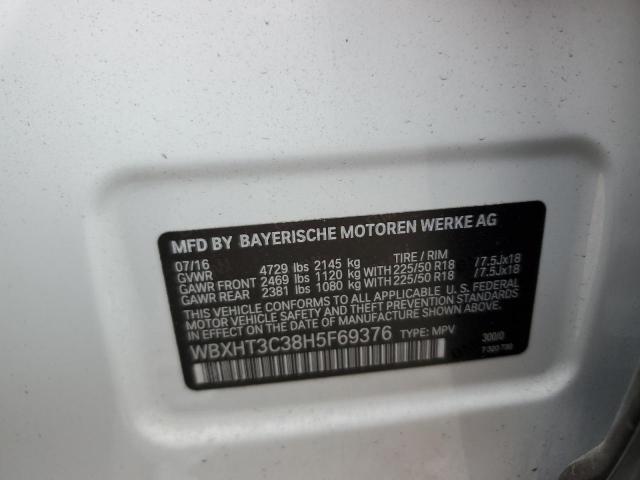 MFD BY BAYERISCHE MOTOREN WERKE AG
07/16 TIRE / RIM
GVWR 4729 lbs 2145 kg
GAWR FRONT 2469 lbs 1120 kg WITH 225/50 R18 /7.5Jx18
GAWR REAR 2381 lbs 1080 kg WITH 225/50 R18 /7.5Jx18
THIS VEHICLE CONFORMS TO ALL APPLICABLE U.S. FEDERAL
MOTOR VEHICLE SAFETY AND THEFT PREVENTION STANDARDS
IN EFFECT ON THE DATE OF MANUFACTURE SHOWN ABOVE.
WBXHT3C38H5F69376 TYPE: MPV 300/0